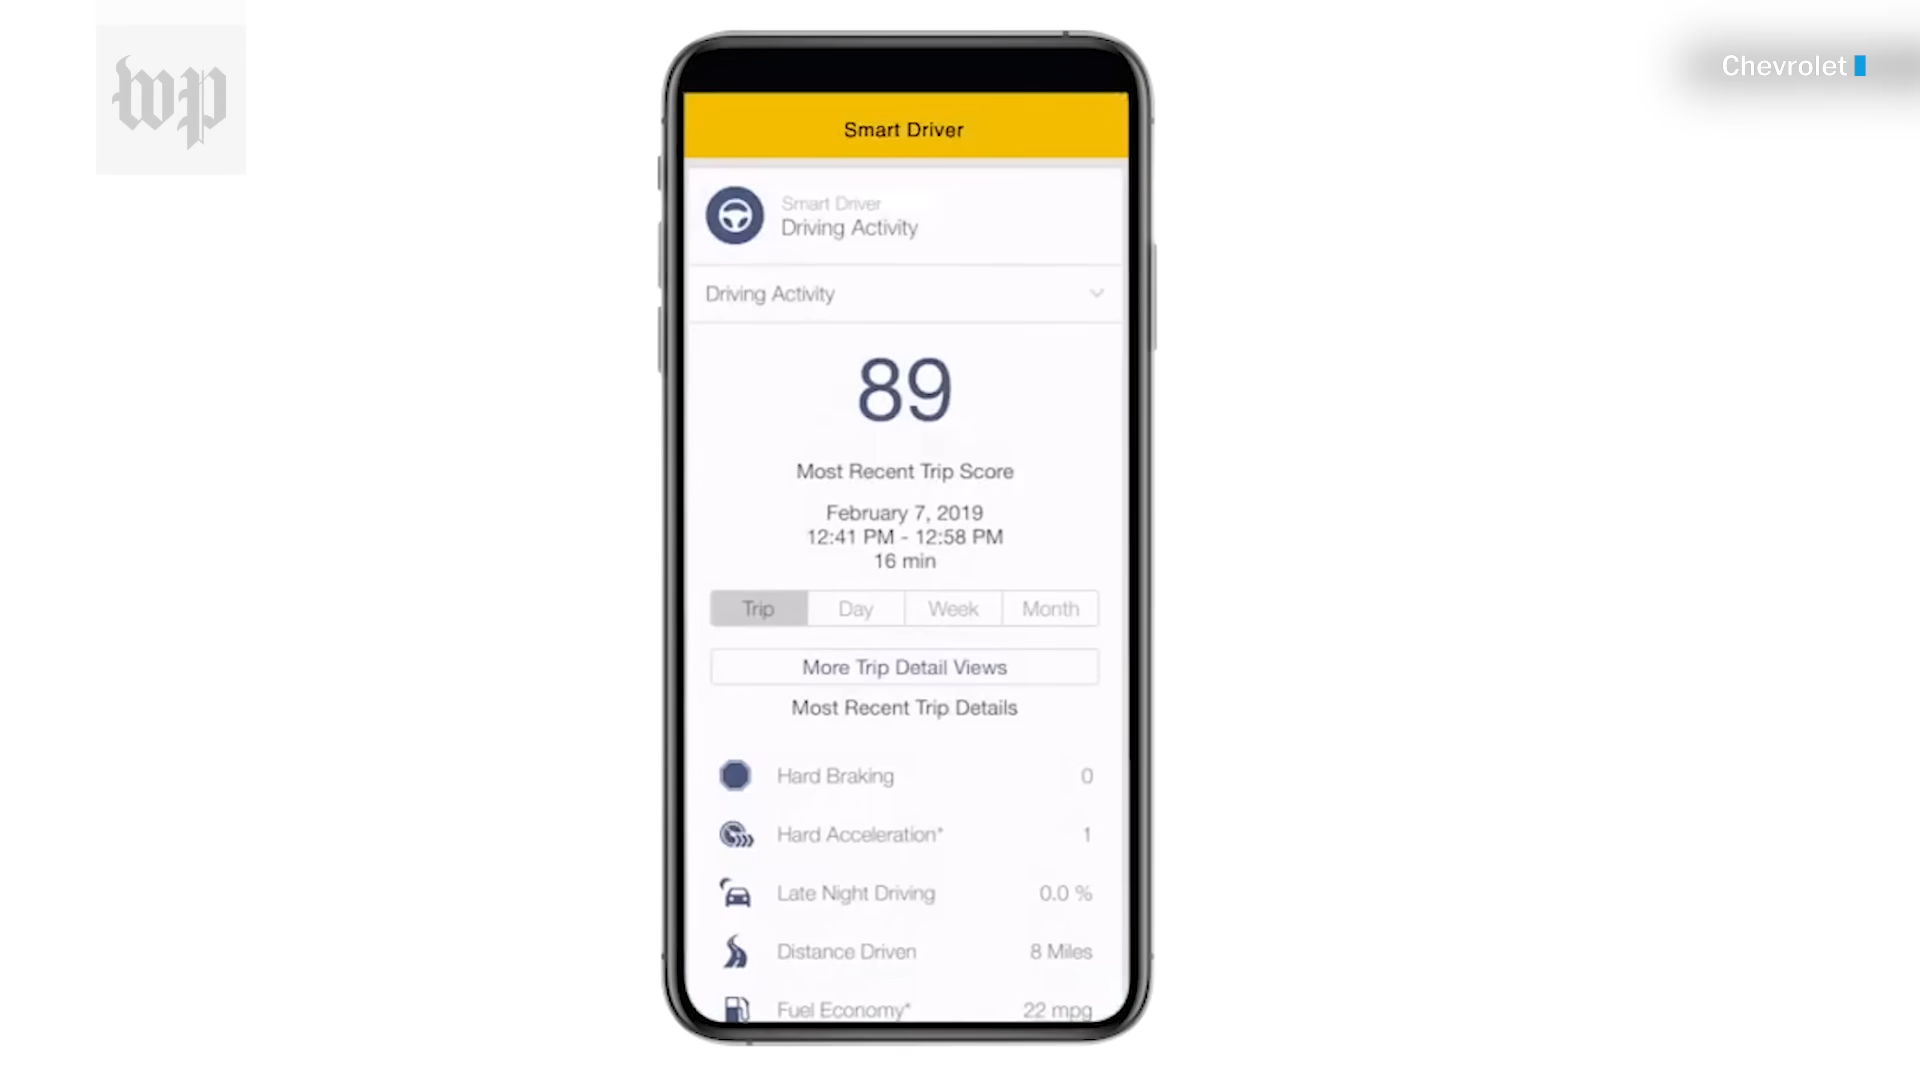 wp
Chevrolet
Smart Driver
Smart Driver
Driving Activity
Driving Activity
89
Most Recent Trip Score
February 7, 2019
12:41 PM - 12:58 PM
16 min
Trip Day Week Month
More Trip Detail Views
Most Recent Trip Details
Hard Braking 0
Hard Acceleration* 1
Late Night Driving 0.0 %
Distance Driven 8 Miles
Fuel Economy* 22 mpg